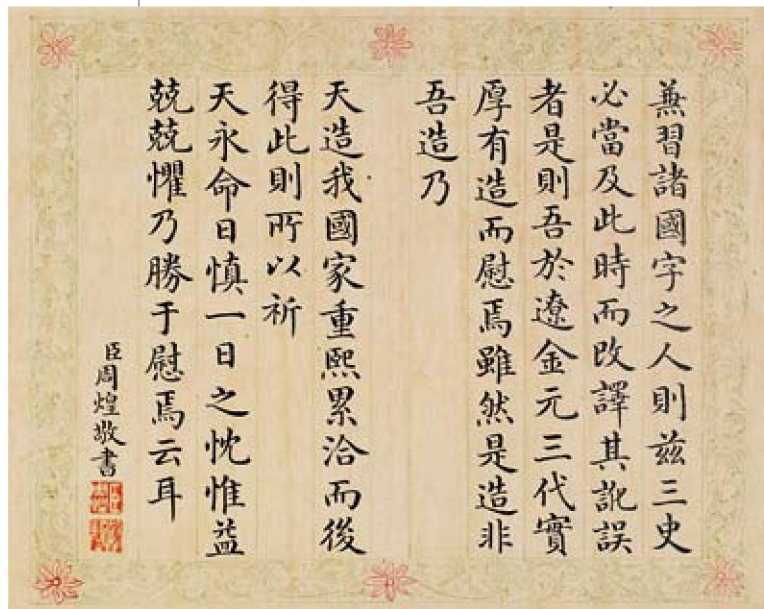 無習諸國字之人則兹三史
必當及此時而改譯其訛誤
者是則吾於遼金元三代實
厚有造而慰焉雖然是造非
吾造乃
天造我國家重熙累洽而後
得此則所以祈
天永命日慎一日之忱惟益
兢兢懼乃勝于慰焉云耳
臣周煌敬書